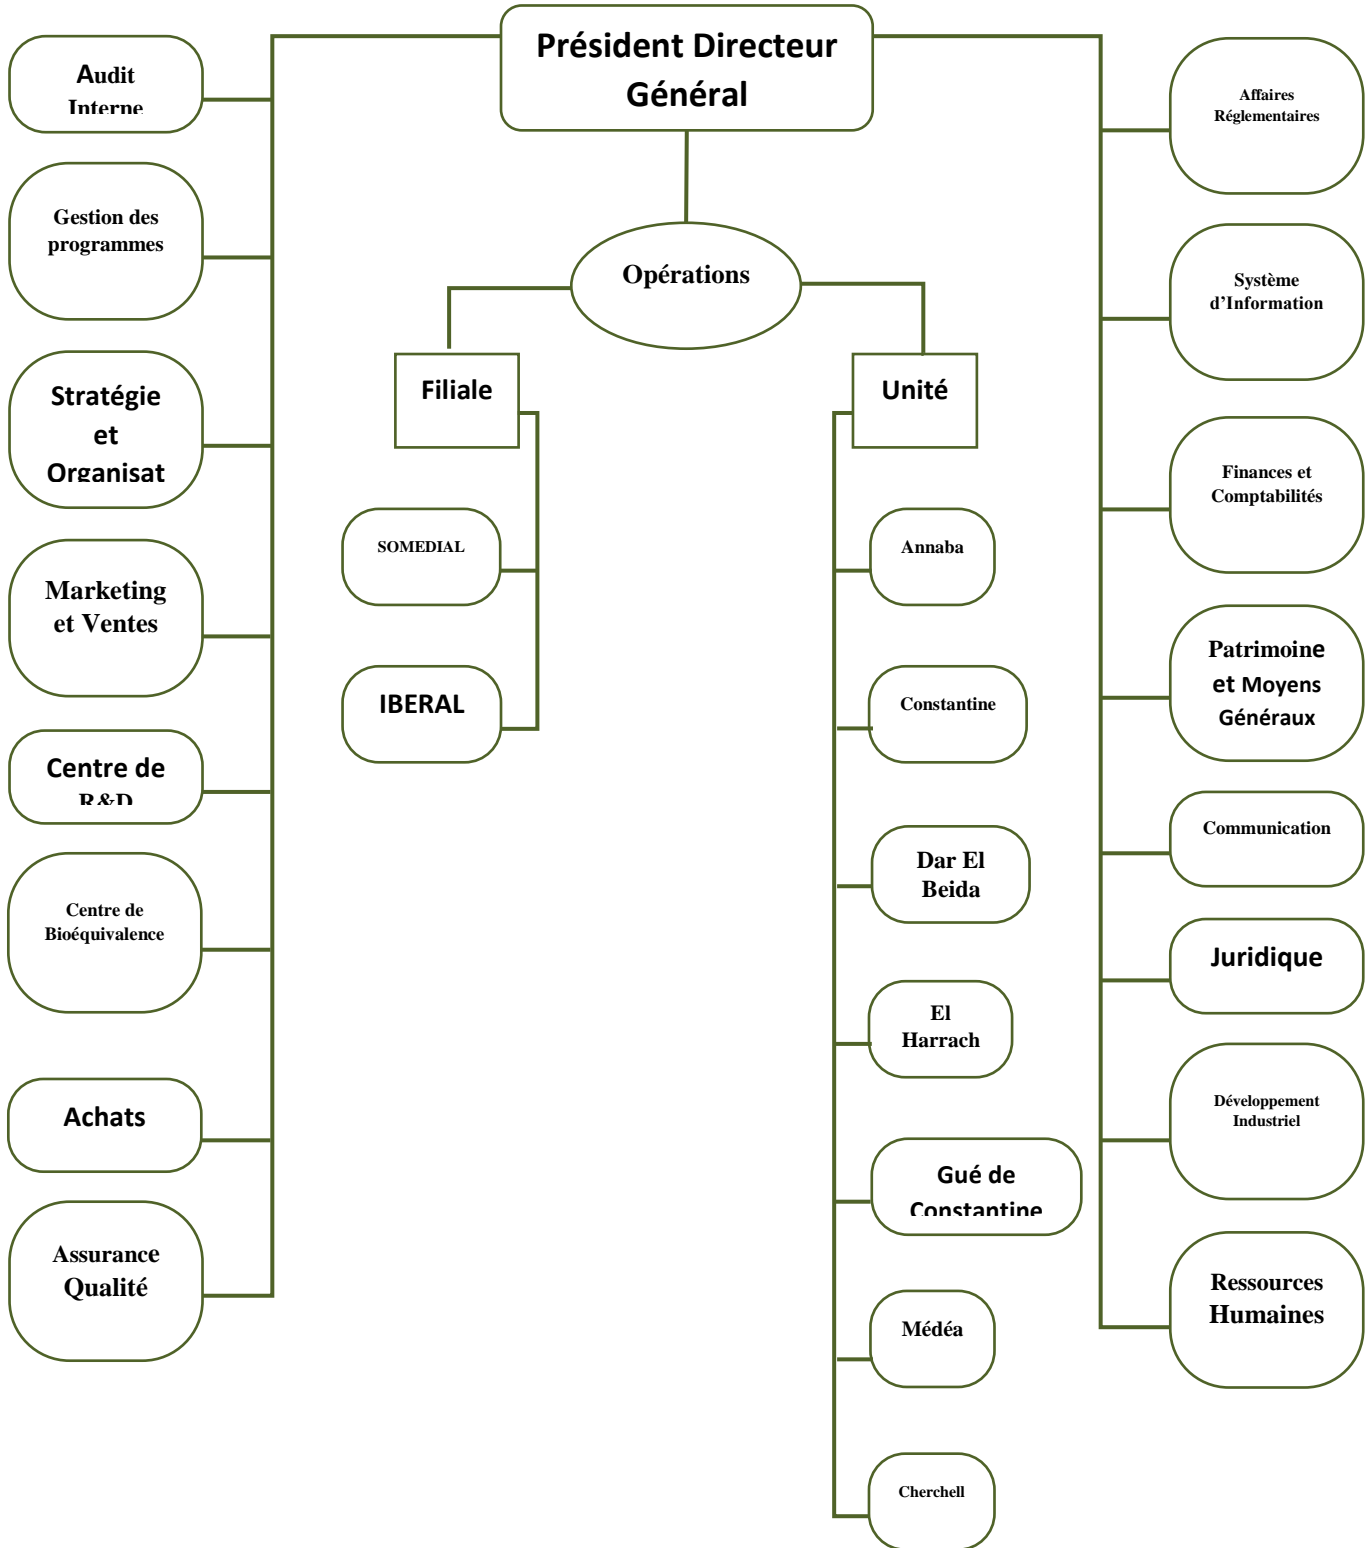 Président Directeur
Général
Audit
Interne
Gestion des
programmes
Stratégie
et
Organisat
Marketing
et Ventes
Centre de
R&D
Centre de
Bioéquivalence
Achats
Assurance
Qualité
Opérations
Filiale
SOMEDIAL
IBERAL
Unité
Annaba
Constantine
Dar El
Beida
El
Harrach
Gué de
Constantine
Médéa
Cherchell
Affaires
Réglementaires
Système
d’Information
Finances et
Comptabilités
Patrimoine
et Moyens
Généraux
Communication
Juridique
Développement
Industriel
Ressources
Humaines